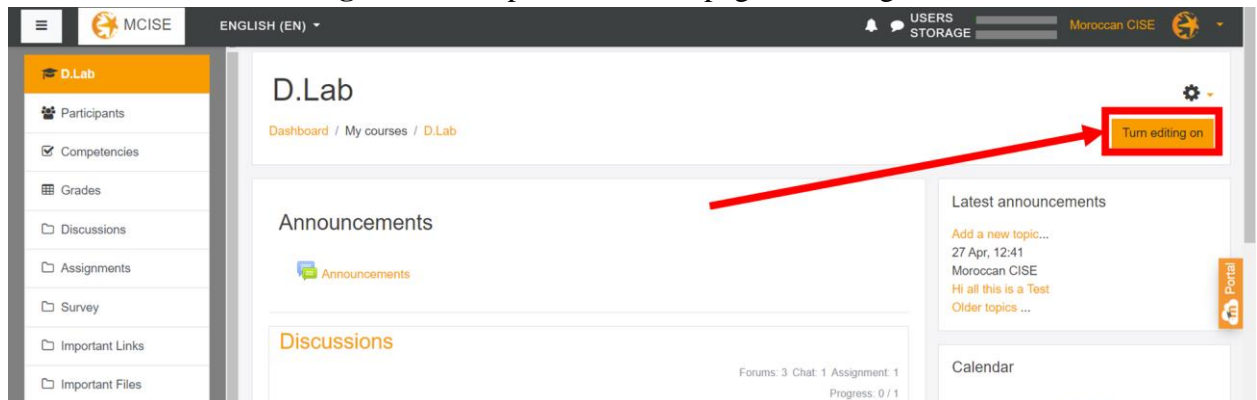 MCISE
ENGLISH (EN)
USERS
STORAGE
Moroccan CISE
D.Lab
Participants
Competencies
Grades
Discussions
Assignments
Survey
Important Links
Important Files
D.Lab
Dashboard / My courses / D.Lab
Turn editing on
Announcements
Announcements
Discussions
Forums: 3 Chat: 1 Assignment: 1
Progress: 0 / 1
Latest announcements
Add a new topic...
27 Apr, 12:41
Moroccan CISE
Hi all this is a Test
Older topics ...
Calendar
Portal